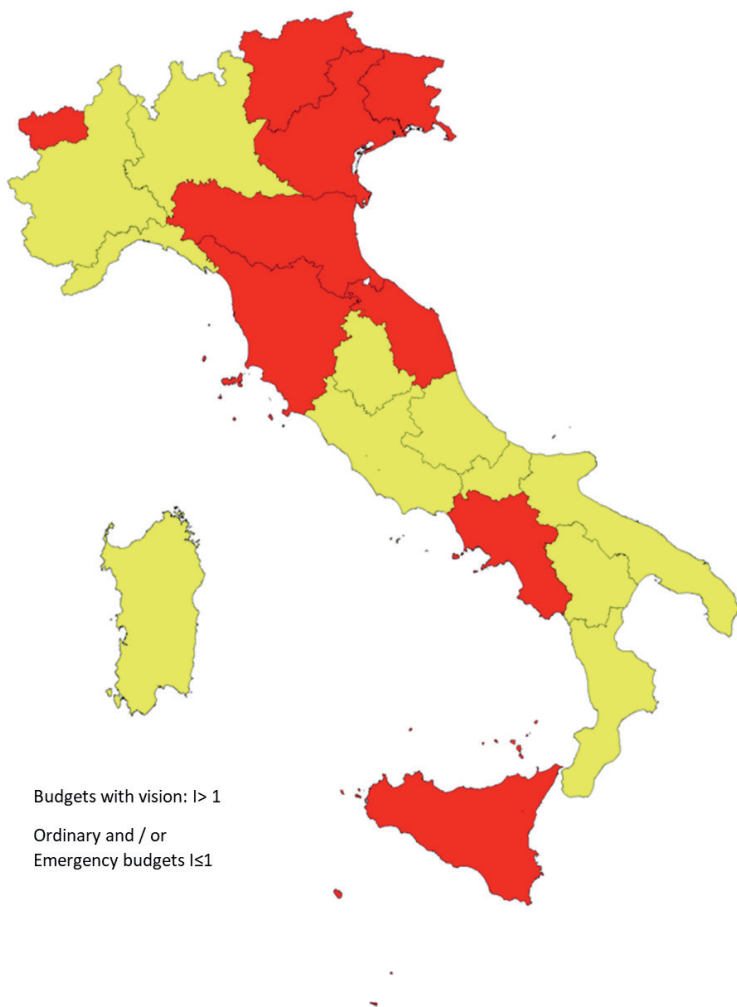 Budgets with vision: I> 1
Ordinary and / or
Emergency budgets I≤1